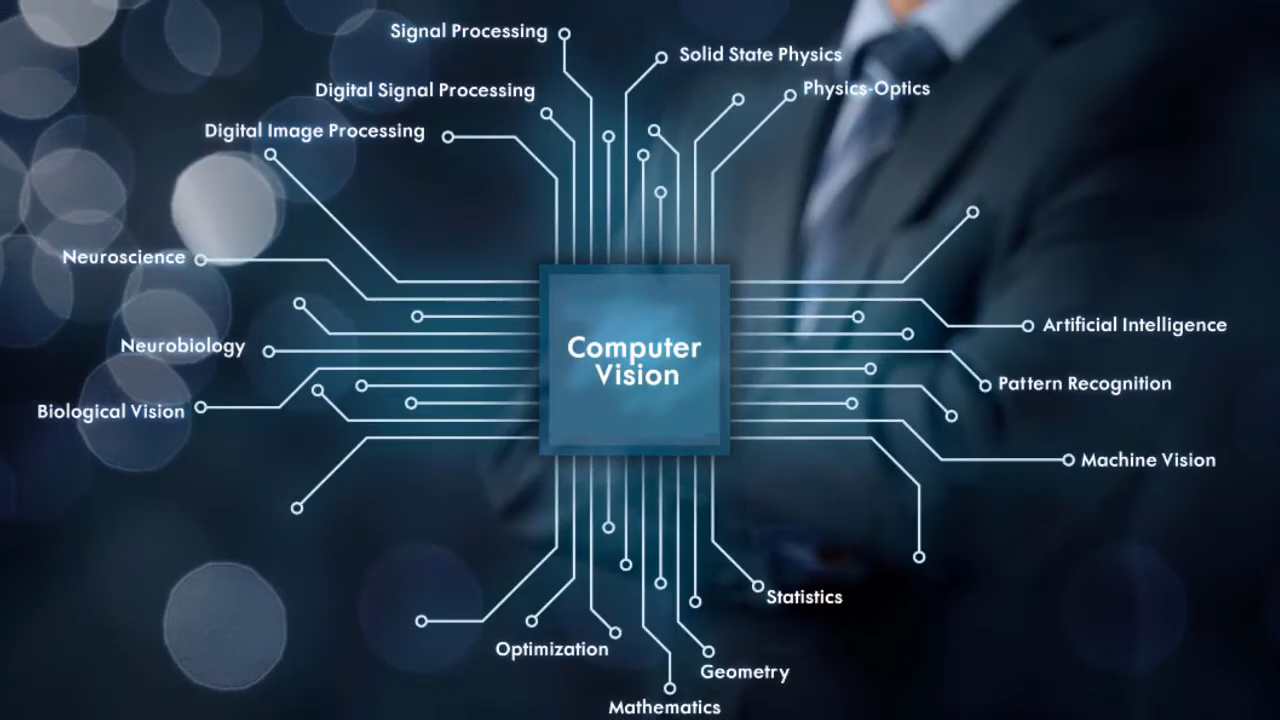 Signal Processing
Solid State Physics
Digital Signal Processing
Physics-Optics
Digital Image Processing
Neuroscience
Artificial Intelligence
Neurobiology
Computer
Vision
Pattern Recognition
Biological Vision
Machine Vision
Statistics
Optimization
Geometry
Mathematics